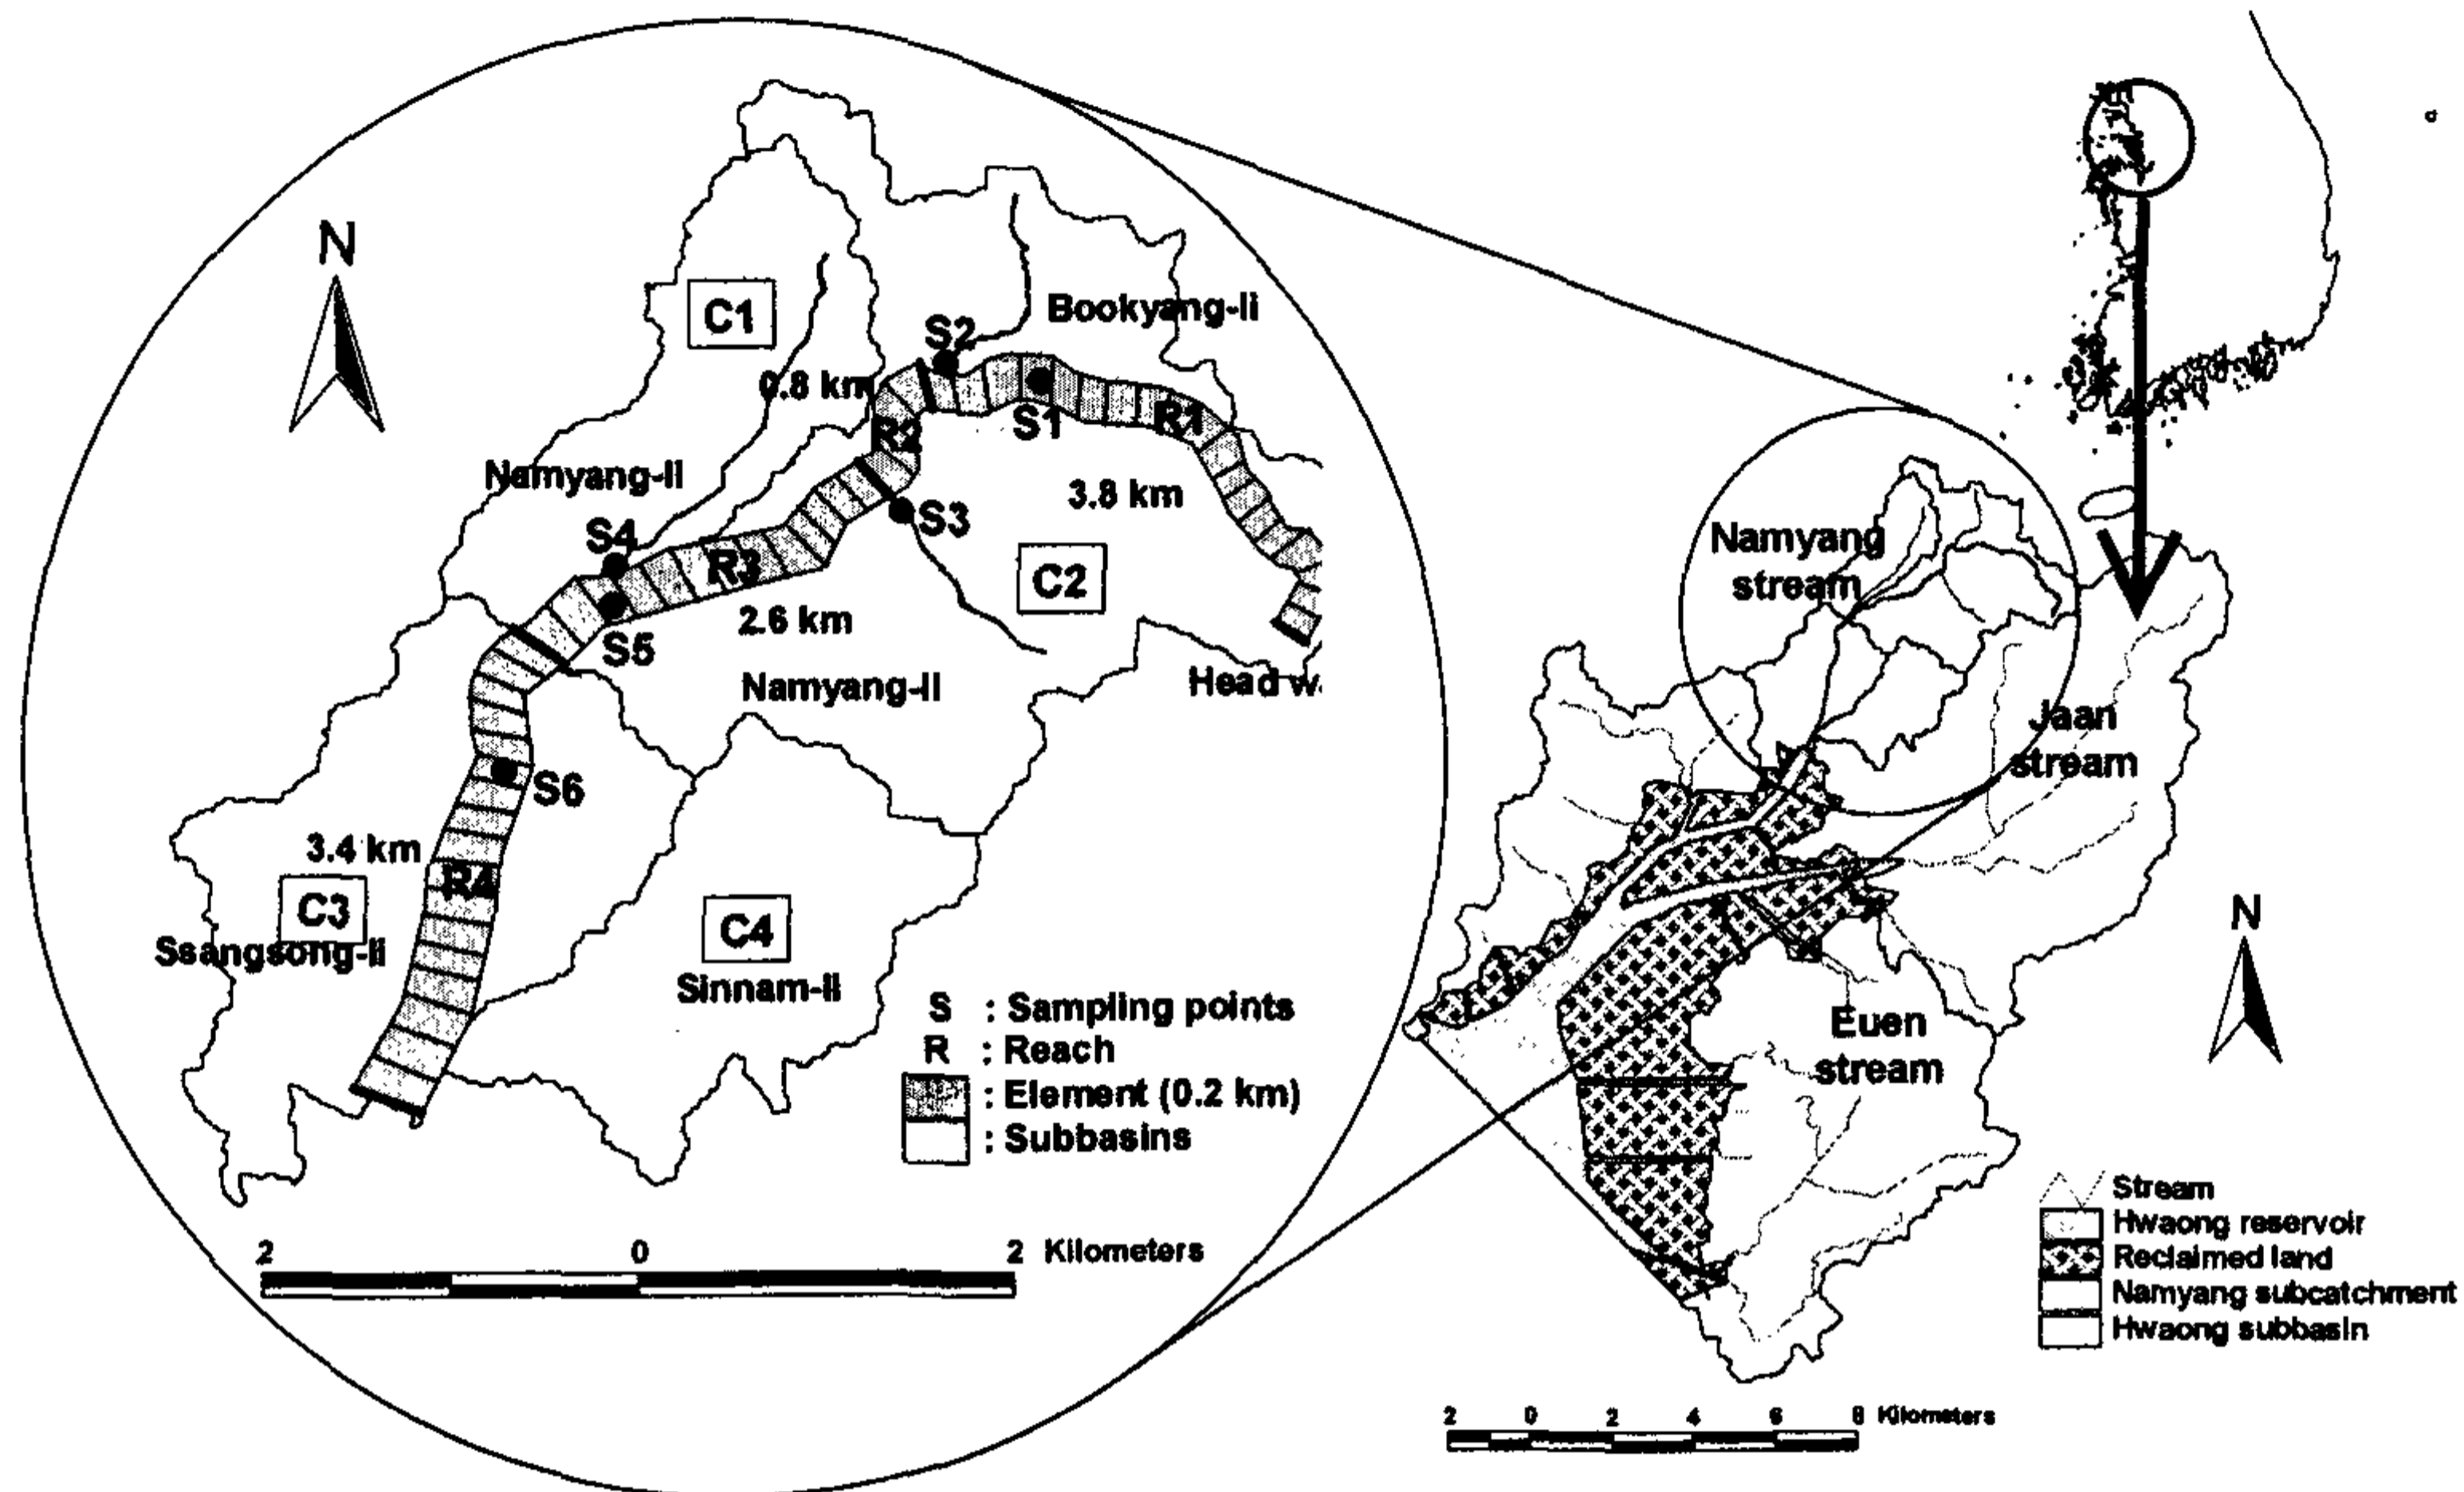 N
C1
Bookyang-li
S2
0.8 km
S1
R1
R2
Namyang-li
3.8 km
S3
S4
R3
C2
2.6 km
S5
Namyang-li
Head w
S6
3.4 km
R4
C3
C4
Ssangsong-li
Sinnam-li
S : Sampling points
R : Reach
: Element (0.2 km)
: Subbasins
2 0 2 Kilometers
Namyang
stream
Jaan
stream
N
Euen
stream
Stream
Hwaong reservoir
Reclaimed land
Namyang subcatchment
Hwaong subbasin
2 0 2 4 6 8 Kilometers